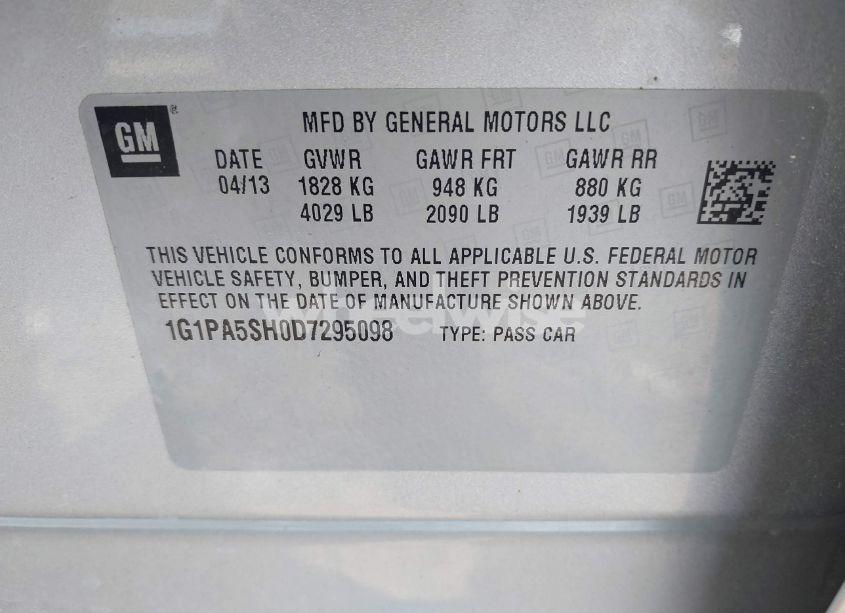 GM®
MFD BY GENERAL MOTORS LLC
DATE GVWR GAWR FRT GAWR RR
04/13 1828 KG 948 KG 880 KG
4029 LB 2090 LB 1939 LB
THIS VEHICLE CONFORMS TO ALL APPLICABLE U.S. FEDERAL MOTOR
VEHICLE SAFETY, BUMPER, AND THEFT PREVENTION STANDARDS IN
EFFECT ON THE DATE OF MANUFACTURE SHOWN ABOVE.
wheelwise
1G1PA5SH0D7295098 TYPE: PASS CAR